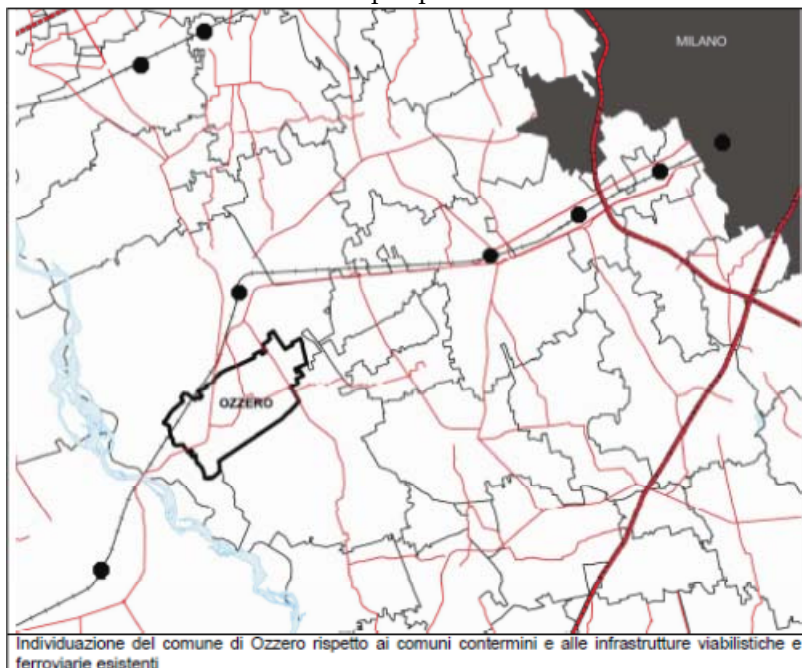 MILANO
OZZERO
Individuazione del comune di Ozzero rispetto ai comuni contermini e alle infrastrutture viabilistiche e
ferroviarie esistenti